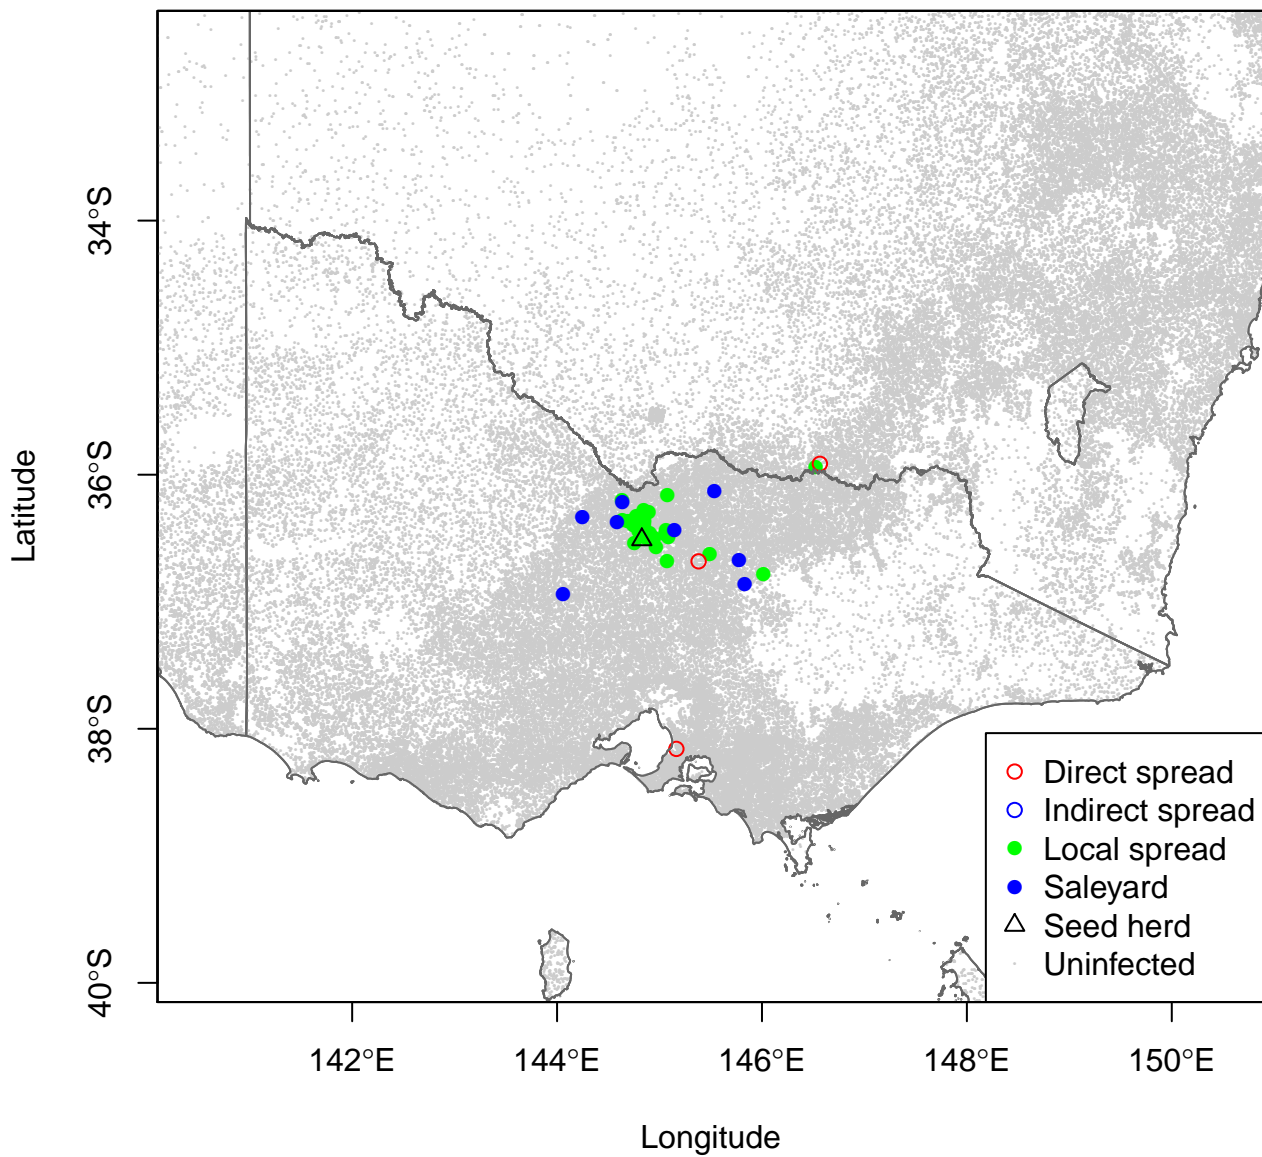 34°S
36°S
38°S
40°S
Latitude
142°E
144°E
146°E
148°E
150°E
Longitude
Direct spread
Indirect spread
Local spread
Saleyard
Seed herd
Uninfected